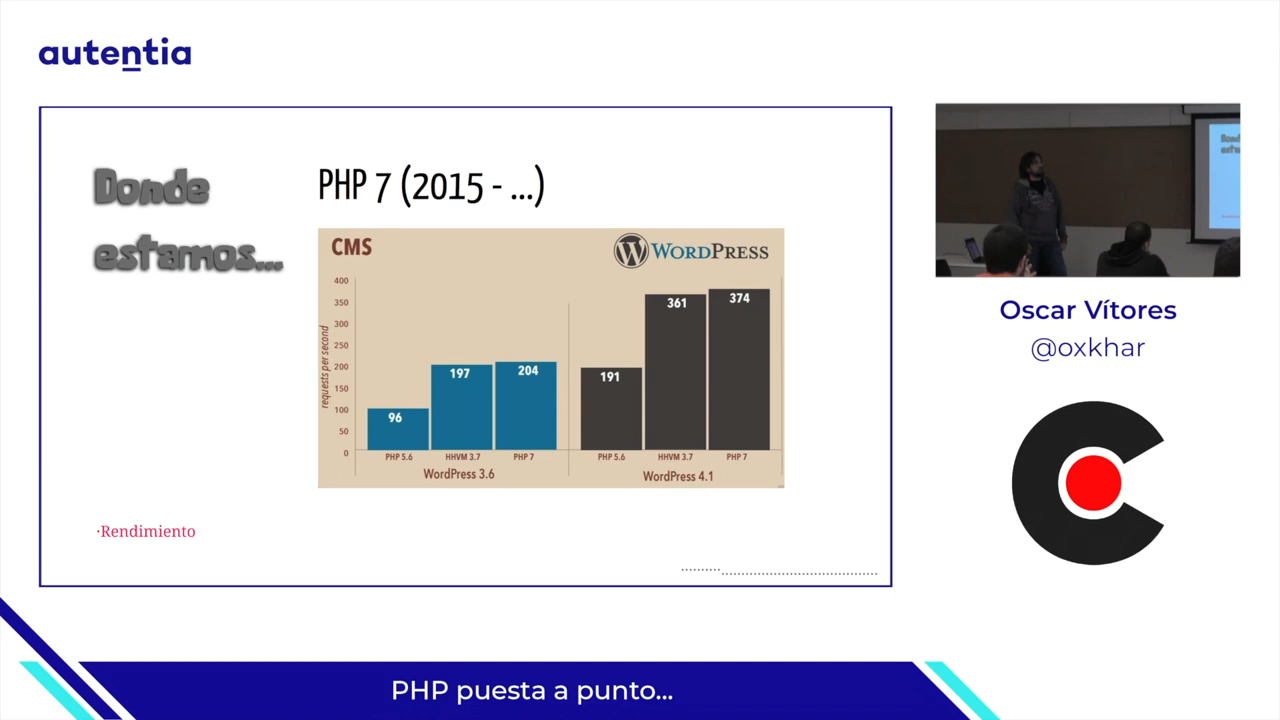 autentia
Donde
estamos...
PHP 7 (2015 - ...)
CMS
WORDPRESS
requests per second
400
350
300
250
200
150
100
50
0
96
197
204
191
361
374
PHP 5.6
HHVM 3.7
PHP 7
PHP 5.6
HHVM 3.7
PHP 7
WordPress 3.6
WordPress 4.1
·Rendimiento
Oscar Vítores
@oxkhar
PHP puesta a punto...